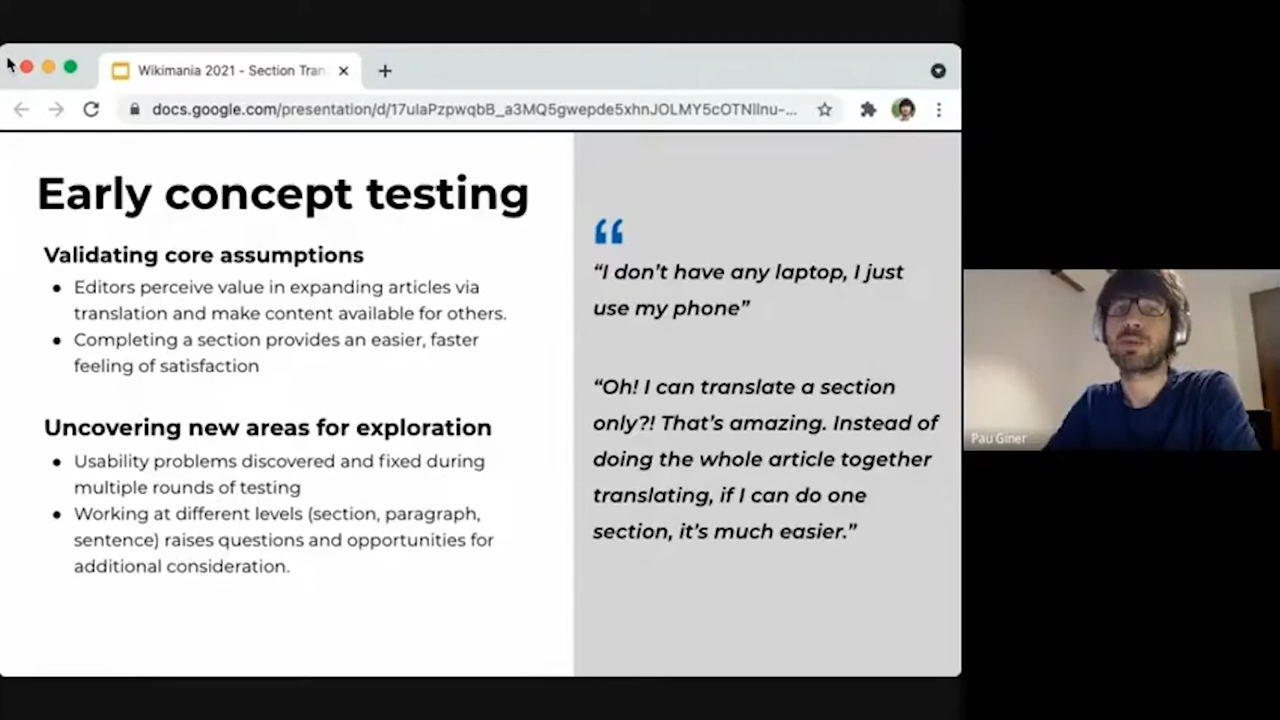 Wikimania 2021 - Section Tran
docs.google.com/presentation/d/17ulaPzpwqbB_a3MQ5gwepde5xhnJOLMY5cOTNIlnu-...
Early concept testing
Validating core assumptions
● Editors perceive value in expanding articles via
translation and make content available for others.
● Completing a section provides an easier, faster
feeling of satisfaction
Uncovering new areas for exploration
● Usability problems discovered and fixed during
multiple rounds of testing
● Working at different levels (section, paragraph,
sentence) raises questions and opportunities for
additional consideration.
“
“I don’t have any laptop, I just
use my phone”
“Oh! I can translate a section
only?! That’s amazing. Instead of
doing the whole article together
translating, if I can do one
section, it’s much easier.”
Pau Giner